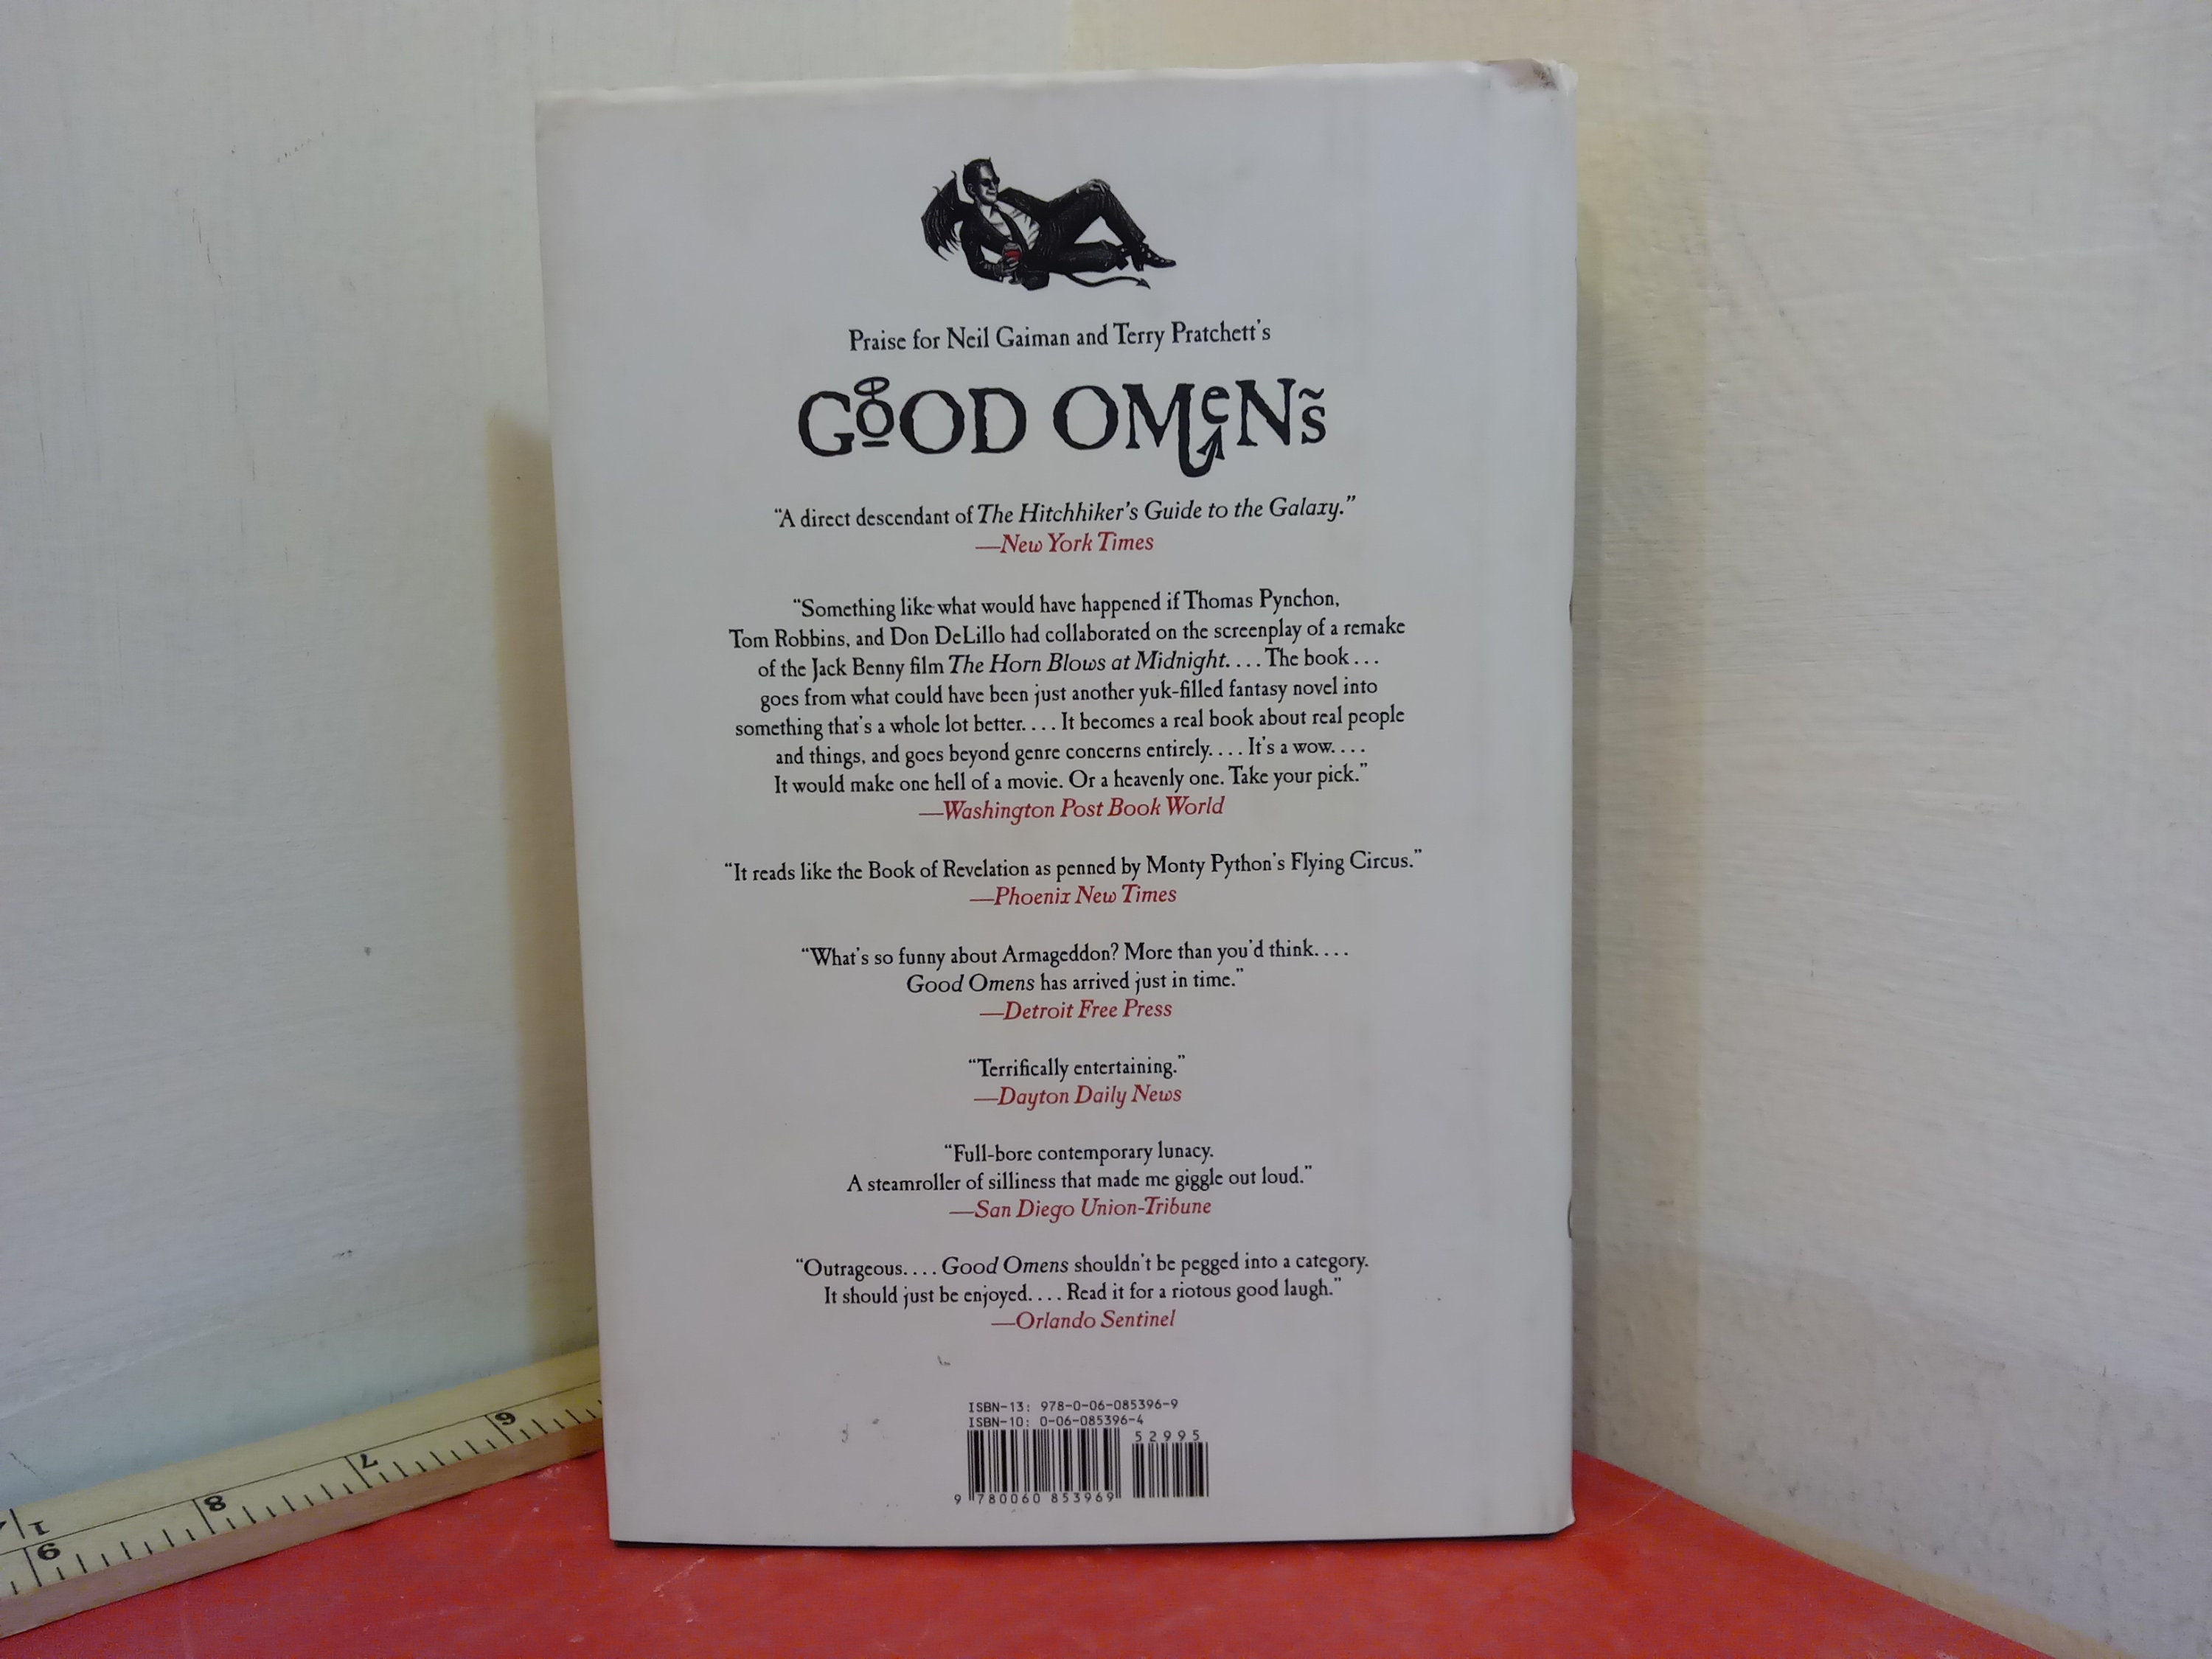 Praise for Neil Gaiman and Terry Pratchett's
GOOD OMENS
“A direct descendant of The Hitchhiker's Guide to the Galaxy.”
—New York Times
“Something like what would have happened if Thomas Pynchon,
Tom Robbins, and Don DeLillo had collaborated on the screenplay of a remake
of the Jack Benny film The Horn Blows at Midnight. . . . The book . . .
goes from what could have been just another yuk-filled fantasy novel into
something that's a whole lot better. . . . It becomes a real book about real people
and things, and goes beyond genre concerns entirely. . . . It's a wow. . . .
It would make one hell of a movie. Or a heavenly one. Take your pick.”
—Washington Post Book World
“It reads like the Book of Revelation as penned by Monty Python's Flying Circus.”
—Phoenix New Times
“What's so funny about Armageddon? More than you'd think. . . .
Good Omens has arrived just in time.”
—Detroit Free Press
“Terrifically entertaining.”
—Dayton Daily News
“Full-bore contemporary lunacy.
A steamroller of silliness that made me giggle out loud.”
—San Diego Union-Tribune
“Outrageous. . . . Good Omens shouldn't be pegged into a category.
It should just be enjoyed. . . . Read it for a riotous good laugh.”
—Orlando Sentinel
ISBN-13: 978-0-06-085396-9
ISBN-10: 0-06-085396-4
52995
9 780060 853969
6
7
8
9
1